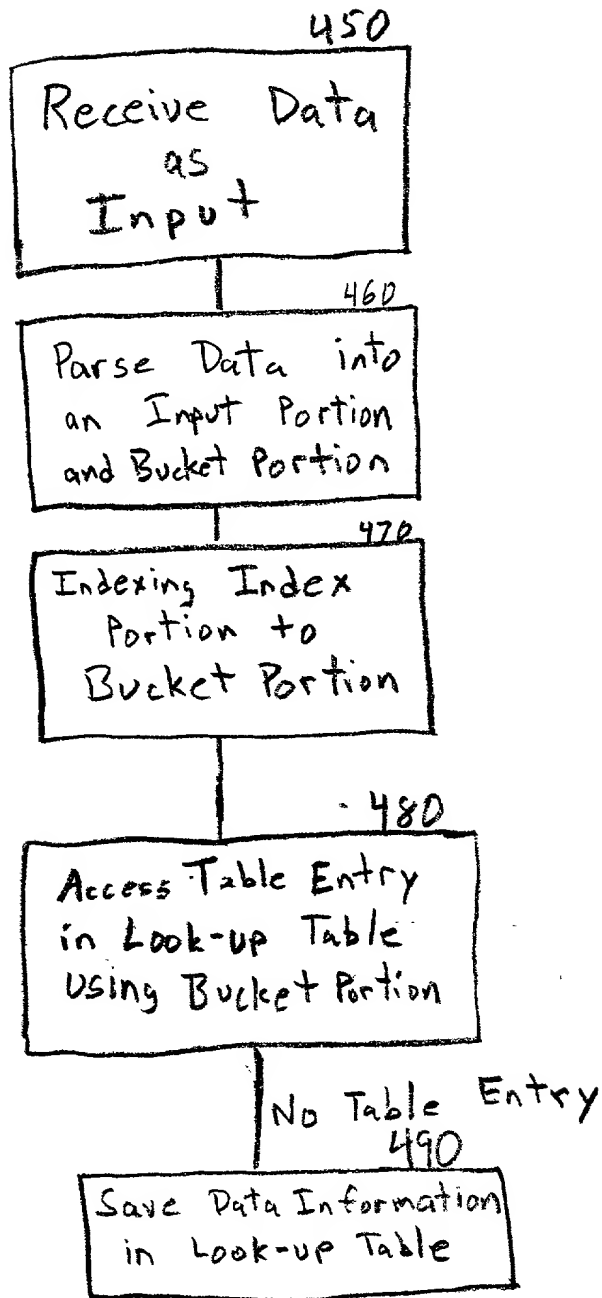 450
Receive Data
as
Input
460
Parse Data into
an Input Portion
and Bucket Portion
470
Indexing Index
Portion to
Bucket Portion
480
Access Table Entry
in Look-up Table
Using Bucket Portion
No Table Entry
490
Save Data Information
in Look-up Table